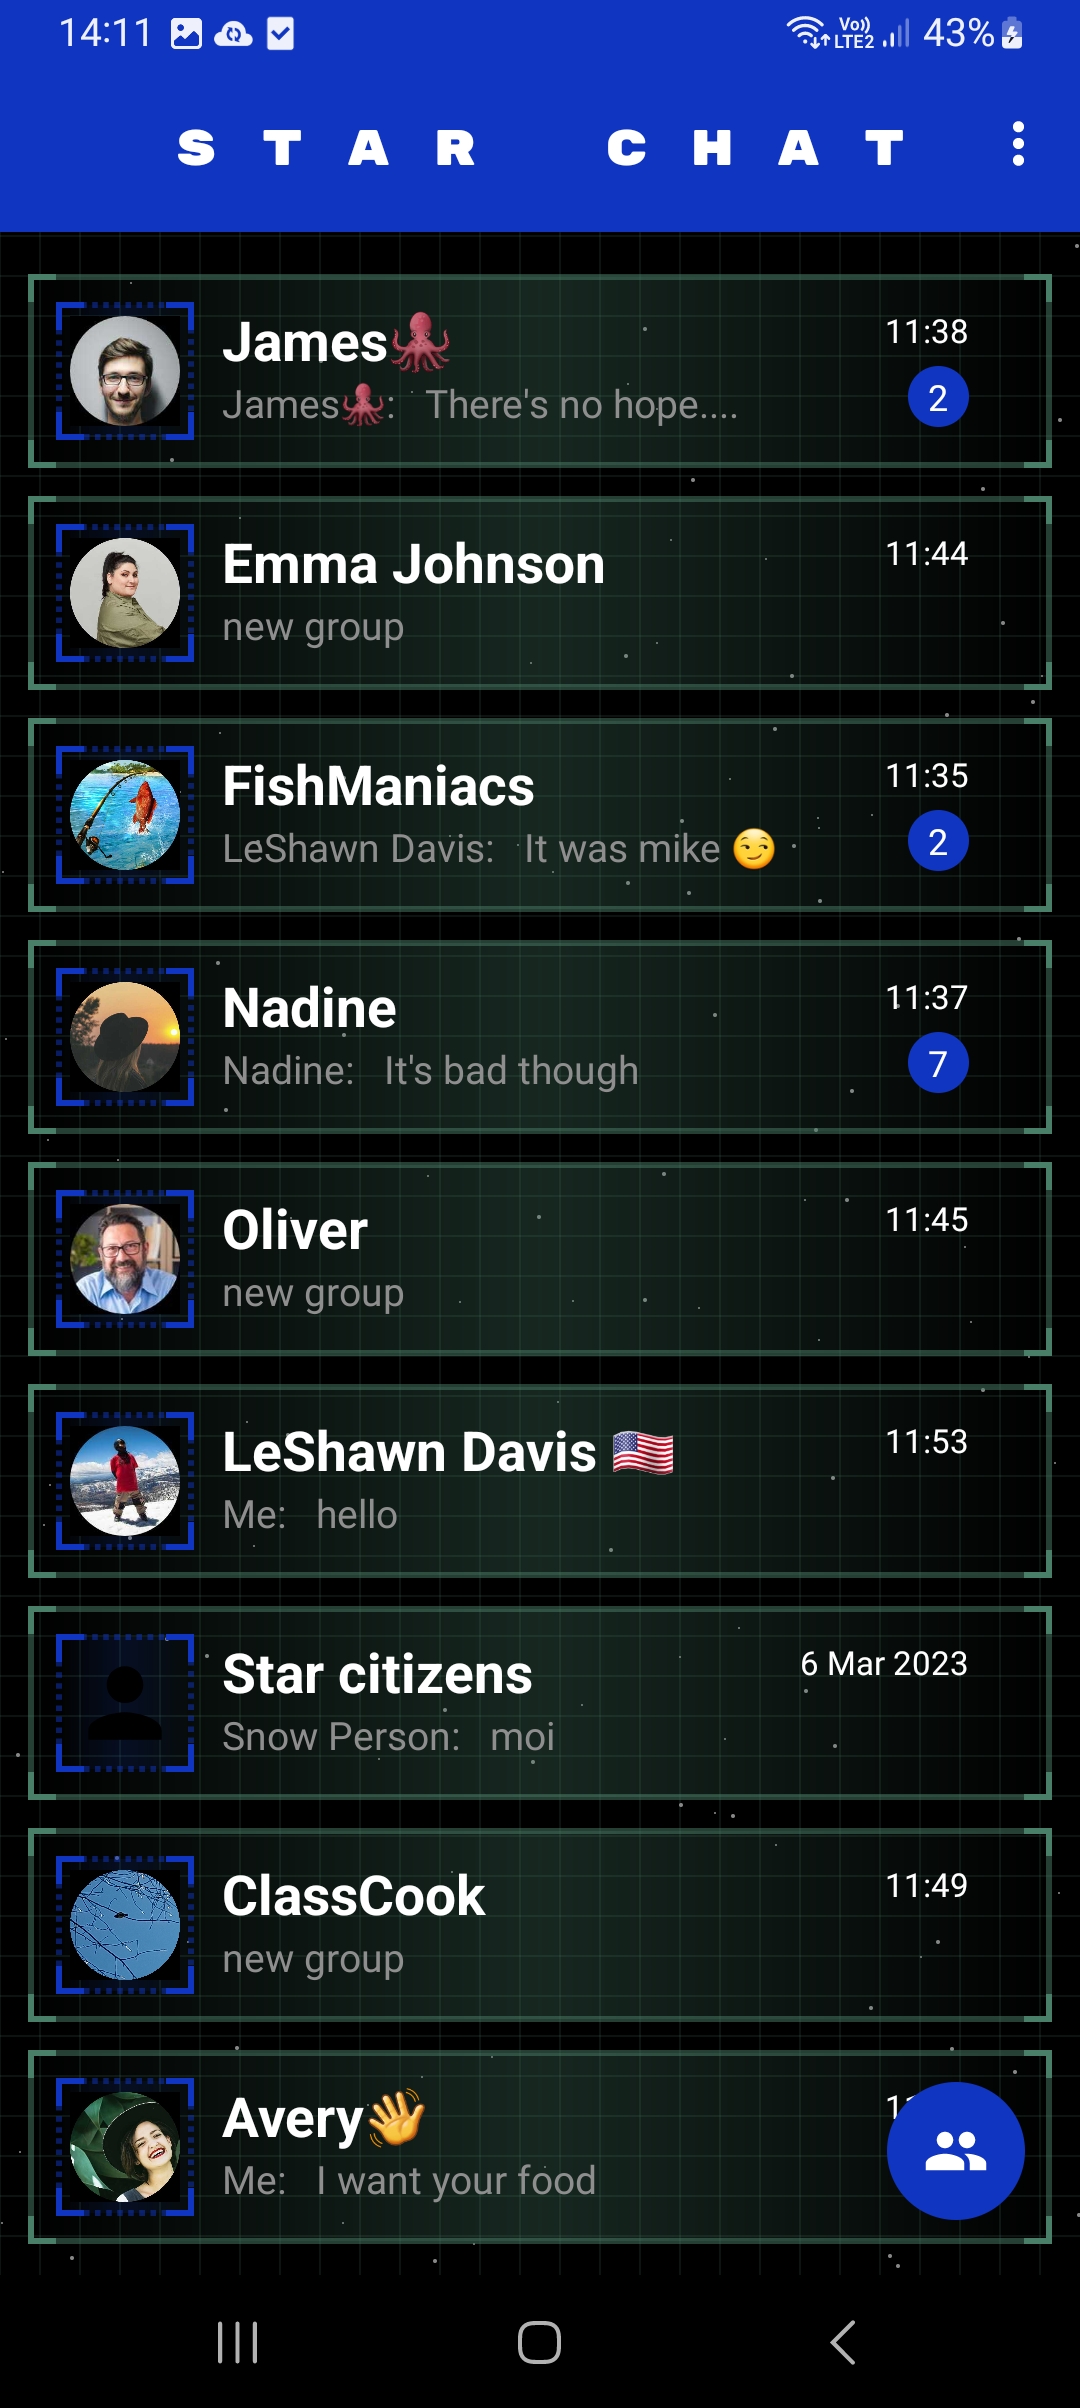 14:11 Vo)) LTE2 43%
STAR CHAT
James🐙 11:38
James🐙: There's no hope.... 2
Emma Johnson 11:44
new group
FishManiacs 11:35
LeShawn Davis: It was mike 😏 2
Nadine 11:37
Nadine: It's bad though 7
Oliver 11:45
new group
LeShawn Davis 🇺🇸 11:53
Me: hello
Star citizens 6 Mar 2023
Snow Person: moi
ClassCook 11:49
new group
Avery👋
Me: I want your food